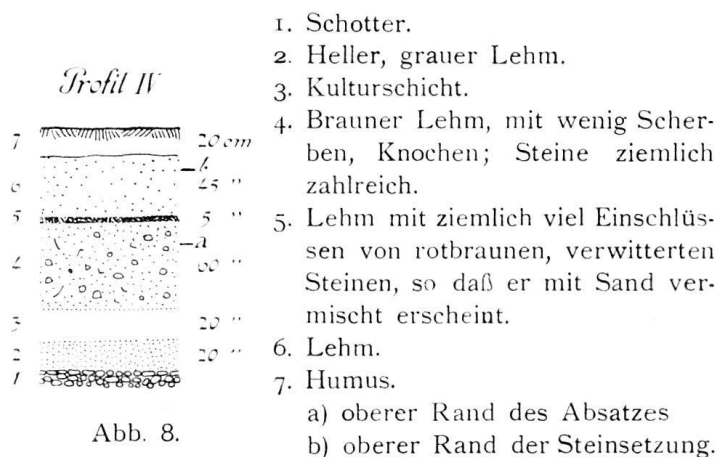 Profil IV
7 20 cm
b
6 45 "
5 5 "
a
4 60 "
3 20 "
2 20 "
1
Abb. 8.
1. Schotter.
2. Heller, grauer Lehm.
3. Kulturschicht.
4. Brauner Lehm, mit wenig Scher-
ben, Knochen; Steine ziemlich
zahlreich.
5. Lehm mit ziemlich viel Einschlüs-
sen von rotbraunen, verwitterten
Steinen, so daß er mit Sand ver-
mischt erscheint.
6. Lehm.
7. Humus.
a) oberer Rand des Absatzes
b) oberer Rand der Steinsetzung.